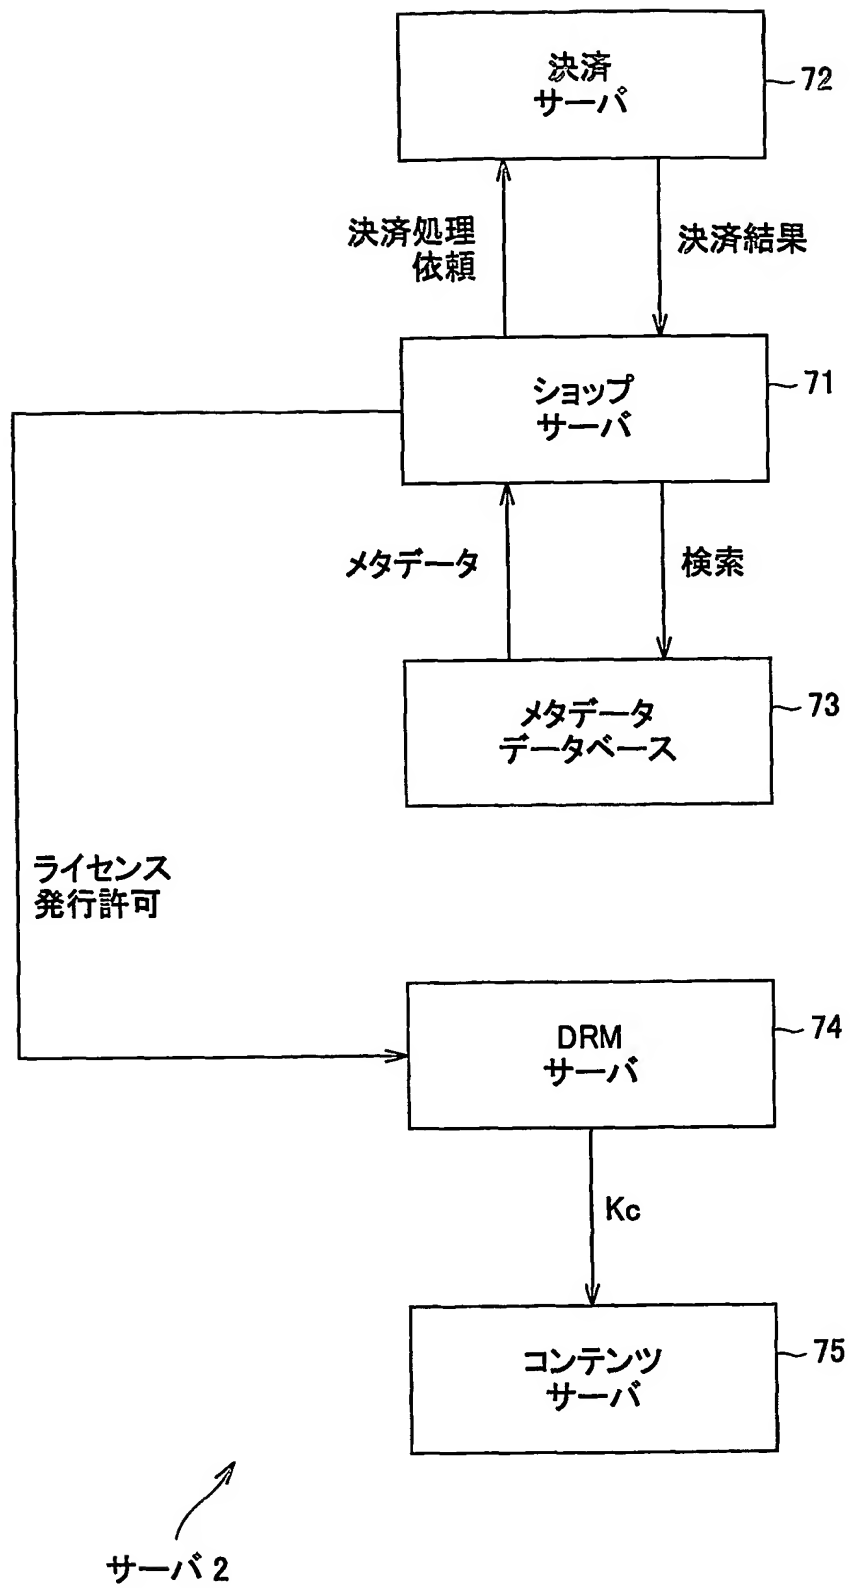 決済
サーバ
72
決済処理
依頼
決済結果
ショップ
サーバ
71
メタデータ
検索
メタデータ
データベース
73
ライセンス
発行許可
DRM
サーバ
74
Kc
コンテンツ
サーバ
75
サーバ 2